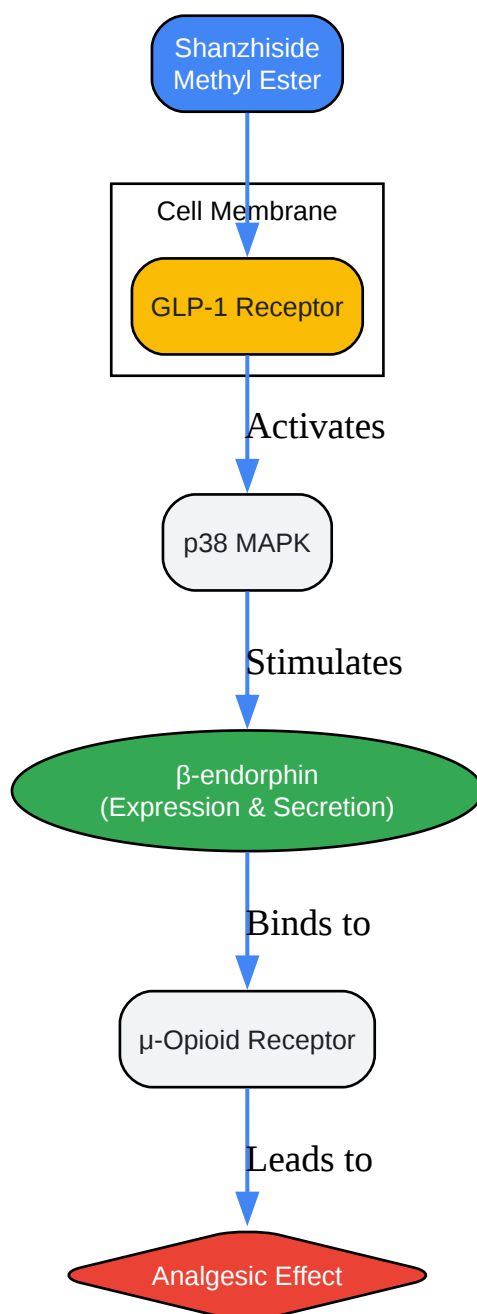 Shanzhiside
Methyl Ester
Cell Membrane
GLP-1 Receptor
Activates
p38 MAPK
Stimulates
β-endorphin
(Expression & Secretion)
Binds to
μ-Opioid Receptor
Leads to
Analgesic Effect